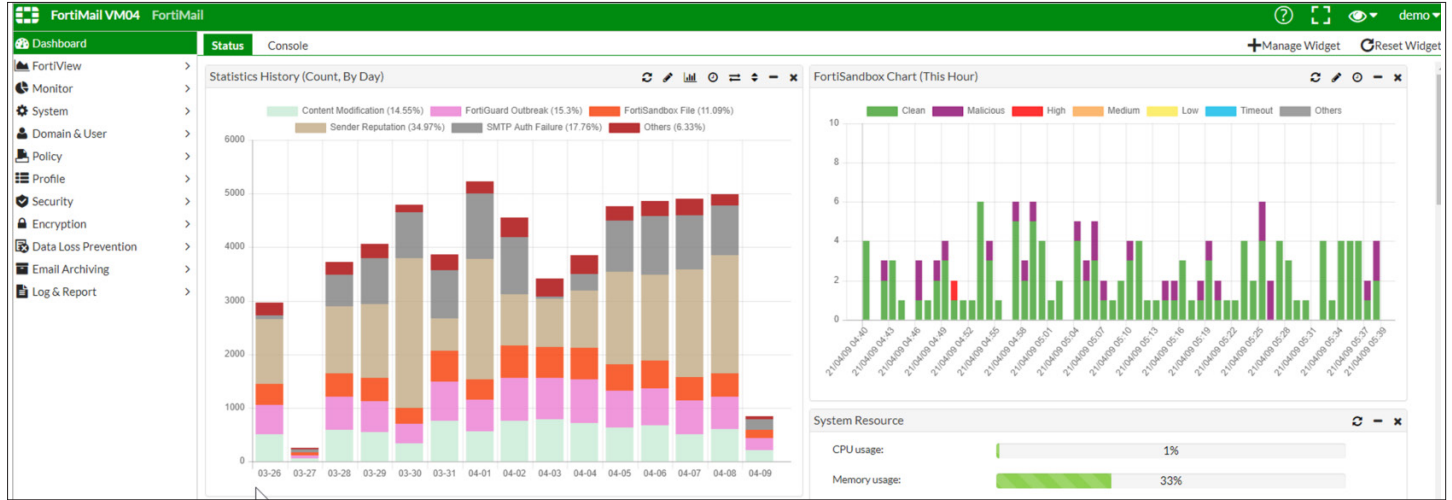 FortiMail VM04 FortiMail
demo
Dashboard
FortiView
Monitor
System
Domain & User
Policy
Profile
Security
Encryption
Data Loss Prevention
Email Archiving
Log & Report
Status Console
Manage Widget Reset Widget
Statistics History (Count, By Day)
Content Modification (14.55%) FortiGuard Outbreak (15.3%) FortiSandbox File (11.09%)
Sender Reputation (34.97%) SMTP Auth Failure (17.76%) Others (6.33%)
6000
5000
4000
3000
2000
1000
0
03-26 03-27 03-28 03-29 03-30 03-31 04-01 04-02 04-03 04-04 04-05 04-06 04-07 04-08 04-09
FortiSandbox Chart (This Hour)
Clean Malicious High Medium Low Timeout Others
10
8
6
4
2
0
21/04/09 04:40 21/04/09 04:43 21/04/09 04:46 21/04/09 04:49 21/04/09 04:52 21/04/09 04:55 21/04/09 04:58 21/04/09 05:01 21/04/09 05:04 21/04/09 05:07 21/04/09 05:10 21/04/09 05:13 21/04/09 05:16 21/04/09 05:19 21/04/09 05:22 21/04/09 05:25 21/04/09 05:28 21/04/09 05:31 21/04/09 05:34 21/04/09 05:37 21/04/09 05:39
System Resource
CPU usage: 1%
Memory usage: 33%